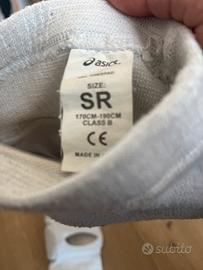 asics
SIZE:
SR
170CM-190CM
CLASS B
CE
MADE IN
subito